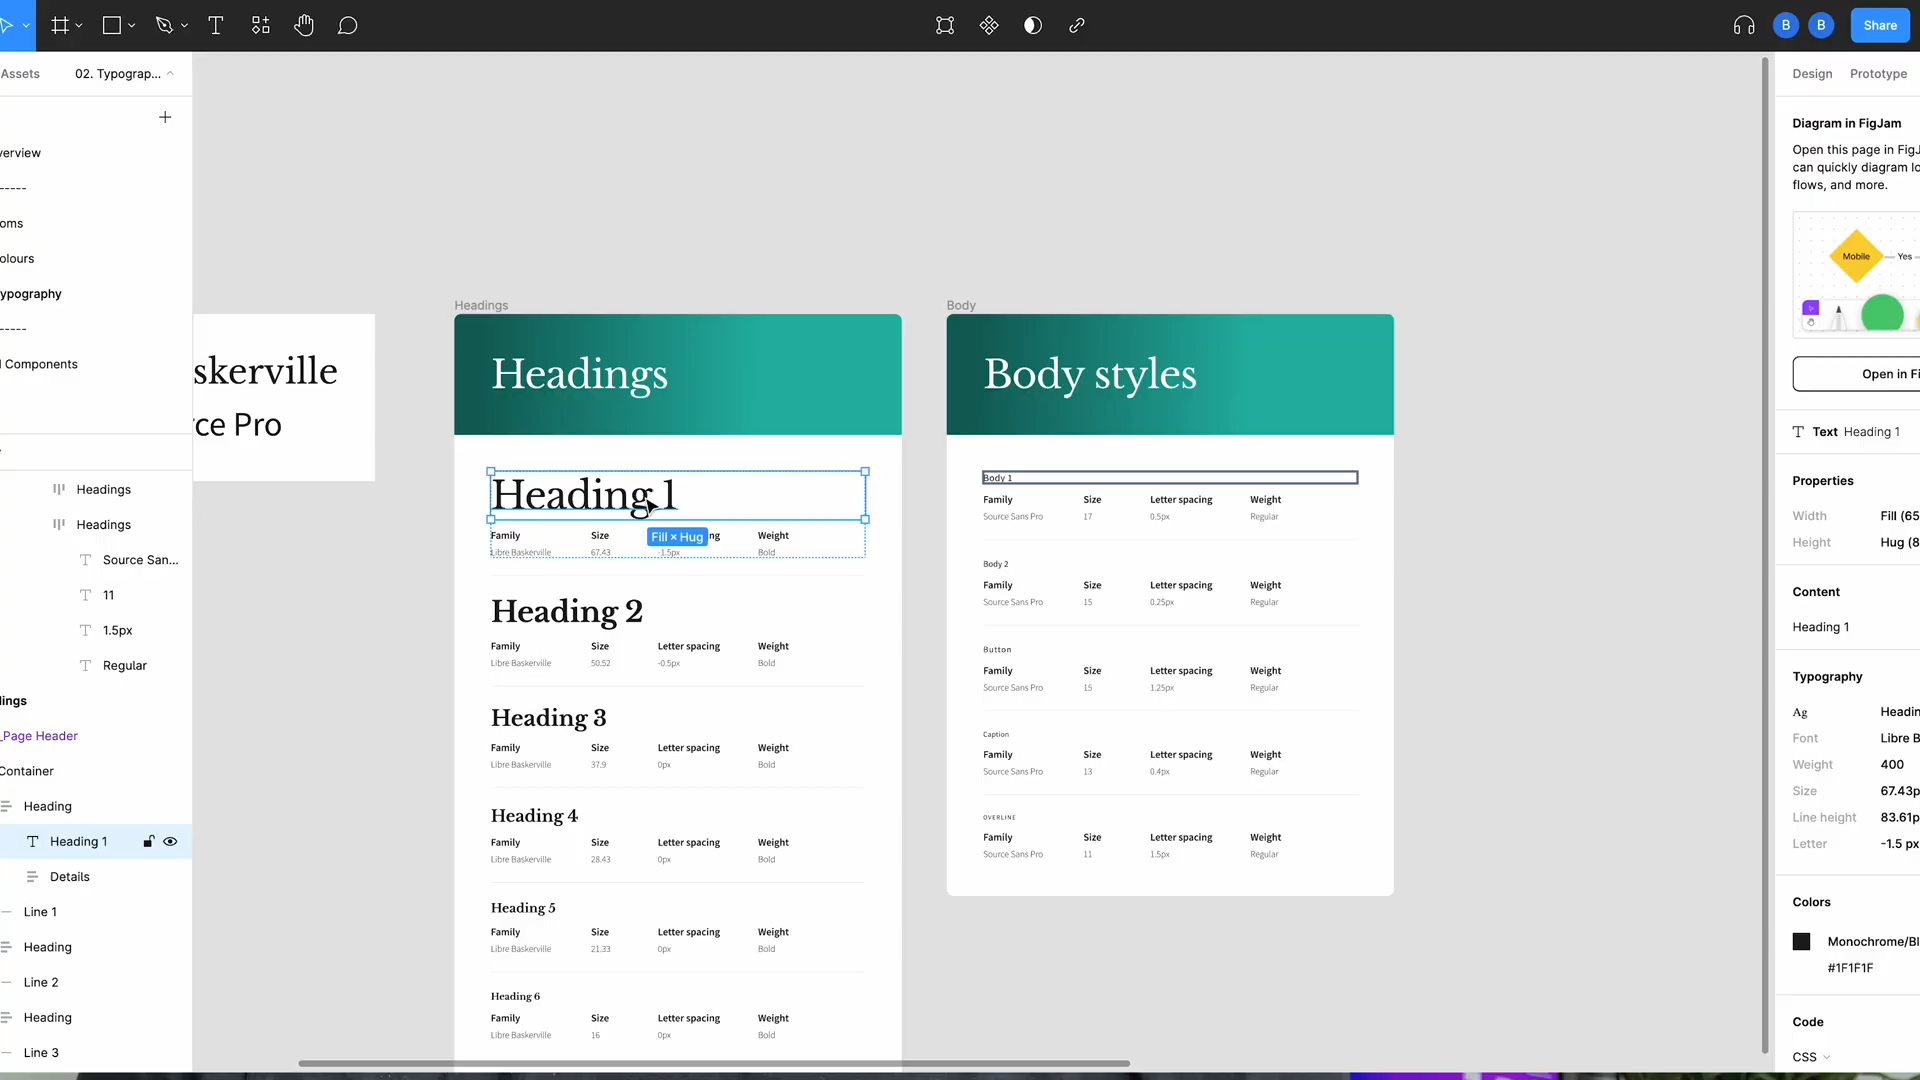 B
B
Share
Assets
02. Typograp...
Design
Prototype
verview
-----
oms
olours
ypography
-----
l Components
Diagram in FigJam
Open this page in FigJ
can quickly diagram lo
flows, and more.
Mobile
Yes
Open in Fi
skerville
rce Pro
Headings
Headings
Source San...
11
1.5px
Regular
ings
_Page Header
Container
Heading
Heading 1
Details
Line 1
Heading
Line 2
Heading
Line 3
Headings
Headings
Heading 1
Family
Size
ng
Weight
Fill × Hug
Libre Baskerville
67.43
-1.5px
Bold
Heading 2
Family
Size
Letter spacing
Weight
Libre Baskerville
50.52
-0.5px
Bold
Heading 3
Family
Size
Letter spacing
Weight
Libre Baskerville
37.9
0px
Bold
Heading 4
Family
Size
Letter spacing
Weight
Libre Baskerville
28.43
0px
Bold
Heading 5
Family
Size
Letter spacing
Weight
Libre Baskerville
21.33
0px
Bold
Heading 6
Family
Size
Letter spacing
Weight
Libre Baskerville
16
0px
Bold
Body
Body styles
Body 1
Family
Size
Letter spacing
Weight
Source Sans Pro
17
0.5px
Regular
Body 2
Family
Size
Letter spacing
Weight
Source Sans Pro
15
0.25px
Regular
Button
Family
Size
Letter spacing
Weight
Source Sans Pro
15
1.25px
Regular
Caption
Family
Size
Letter spacing
Weight
Source Sans Pro
13
0.4px
Regular
OVERLINE
Family
Size
Letter spacing
Weight
Source Sans Pro
11
1.5px
Regular
Text Heading 1
Properties
Width
Fill (65
Height
Hug (8
Content
Heading 1
Typography
Ag
Headin
Font
Libre B
Weight
400
Size
67.43p
Line height
83.61p
Letter
-1.5 px
Colors
Monochrome/Bl
#1F1F1F
Code
CSS